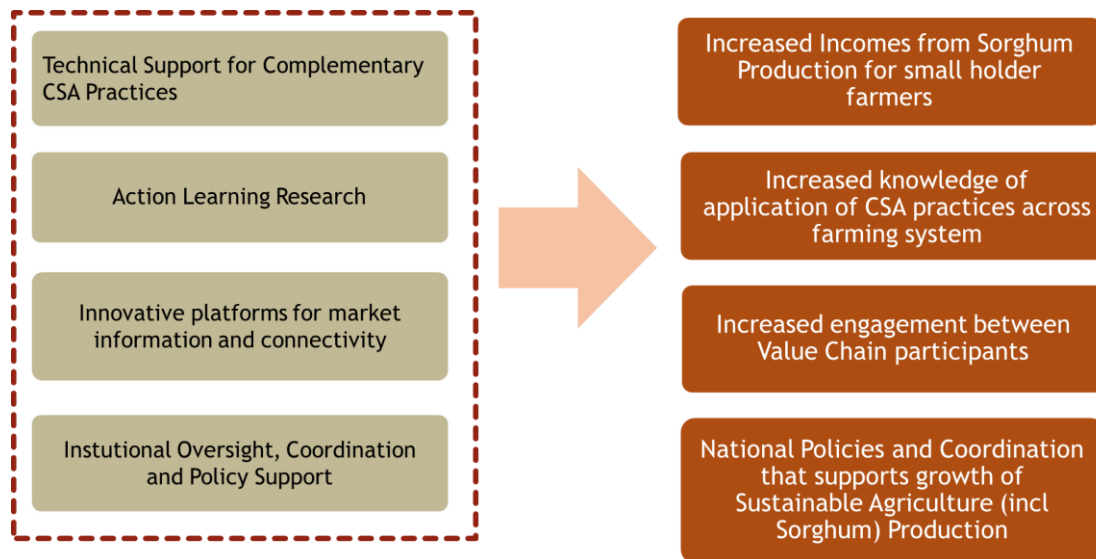 Technical Support for Complementary
CSA Practices
Action Learning Research
Innovative platforms for market
information and connectivity
Instutional Oversight, Coordination
and Policy Support
Increased Incomes from Sorghum
Production for small holder
farmers
Increased knowledge of
application of CSA practices across
farming system
Increased engagement between
Value Chain participants
National Policies and Coordination
that supports growth of
Sustainable Agriculture (incl
Sorghum) Production